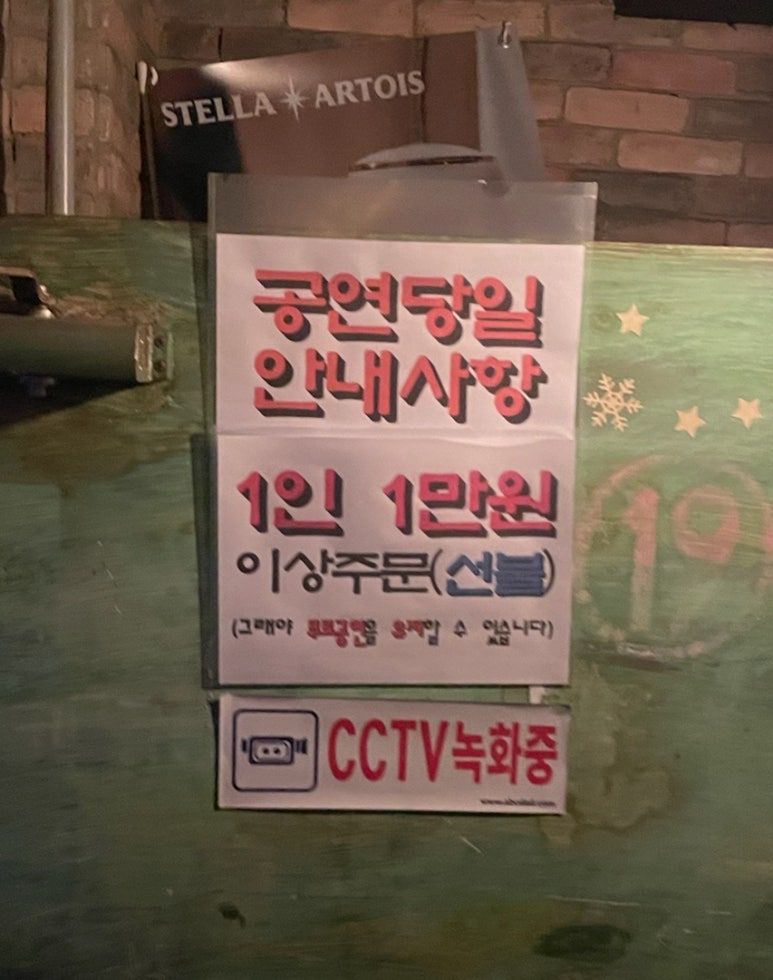 STELLA ARTOIS
공연당일
안내사항
1인 1만원
이상주문(선불)
(그래야 무료공연을 유지할 수 있습니다)
19
CCTV녹화중